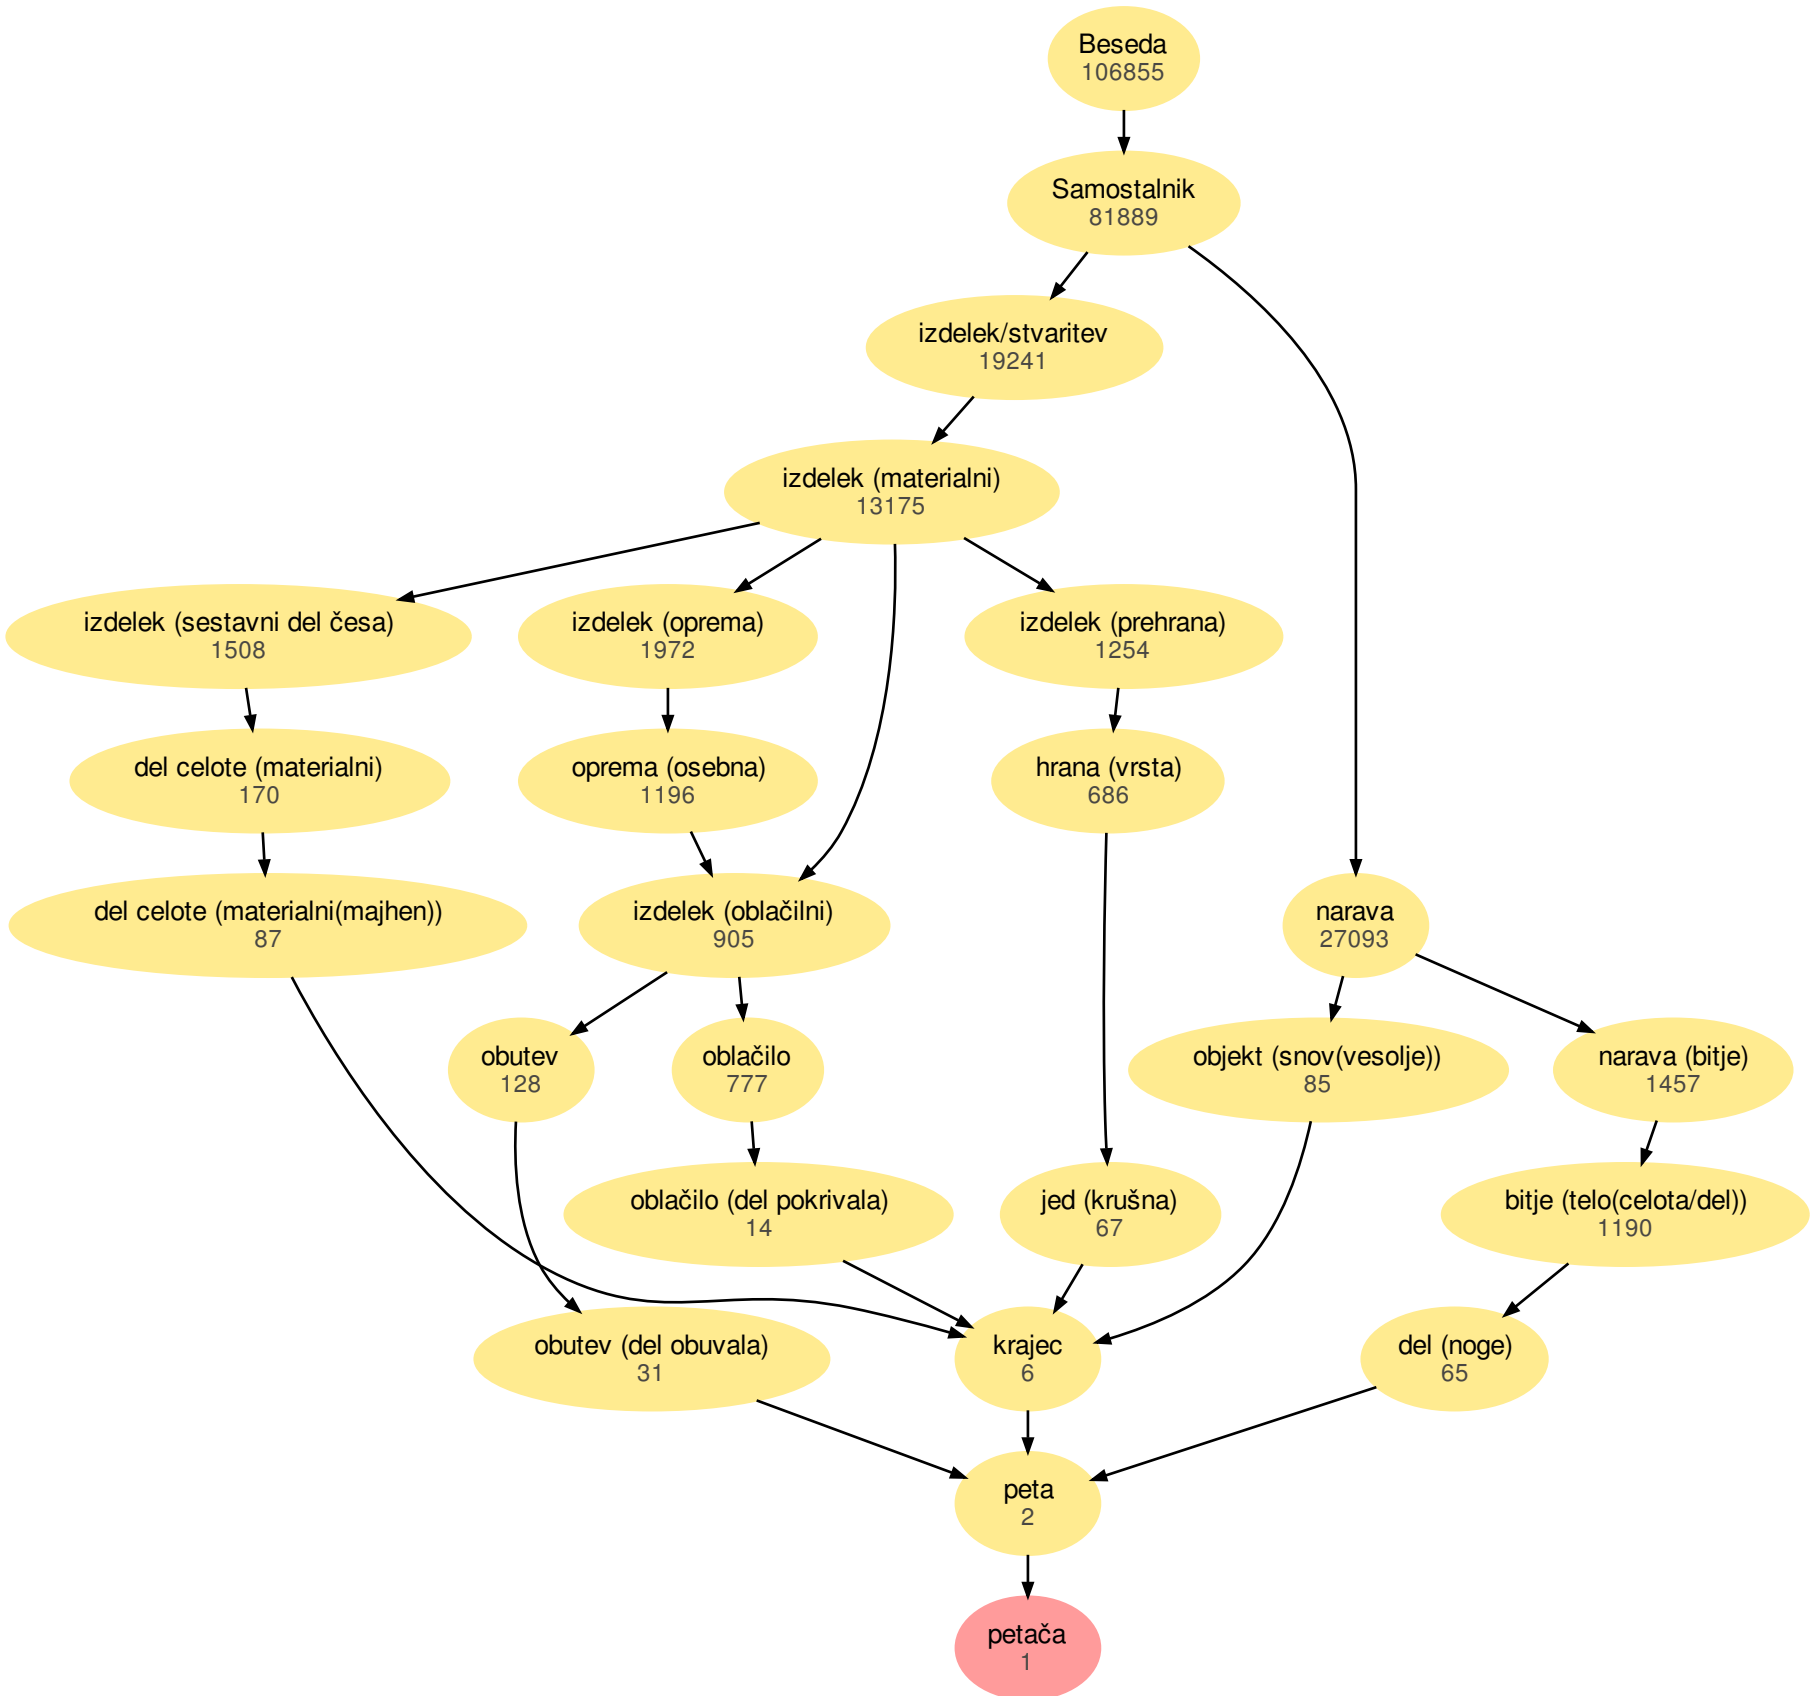 Beseda
106855
Samostalnik
81889
izdelek/stvaritev
19241
izdelek (materialni)
13175
izdelek (sestavni del česa)
1508
izdelek (oprema)
1972
izdelek (prehrana)
1254
del celote (materialni)
170
oprema (osebna)
1196
hrana (vrsta)
686
del celote (materialni(majhen))
87
izdelek (oblačilni)
905
narava
27093
obutev
128
oblačilo
777
objekt (snov(vesolje))
85
narava (bitje)
1457
oblačilo (del pokrivala)
14
jed (krušna)
67
bitje (telo(celota/del))
1190
obutev (del obuvala)
31
krajec
6
del (noge)
65
peta
2
petača
1